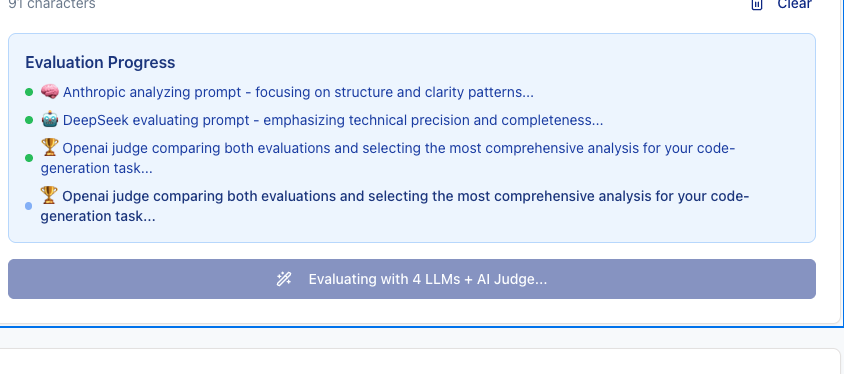 91 characters
Clear
Evaluation Progress
🧠 Anthropic analyzing prompt - focusing on structure and clarity patterns...
🤖 DeepSeek evaluating prompt - emphasizing technical precision and completeness...
🏆 Openai judge comparing both evaluations and selecting the most comprehensive analysis for your code-
generation task...
🏆 Openai judge comparing both evaluations and selecting the most comprehensive analysis for your code-
generation task...
Evaluating with 4 LLMs + AI Judge...